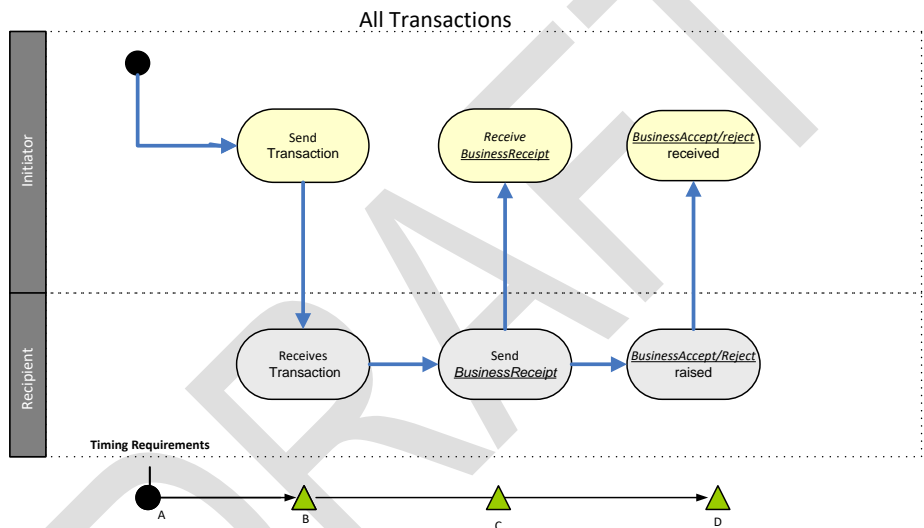 All Transactions
Initiator
Send
Transaction
Receive
BusinessReceipt
BusinessAccept/reject
received
Recipient
Receives
Transaction
Send
BusinessReceipt
BusinessAccept/Reject
raised
Timing Requirements
A
B
C
D
DRAFT